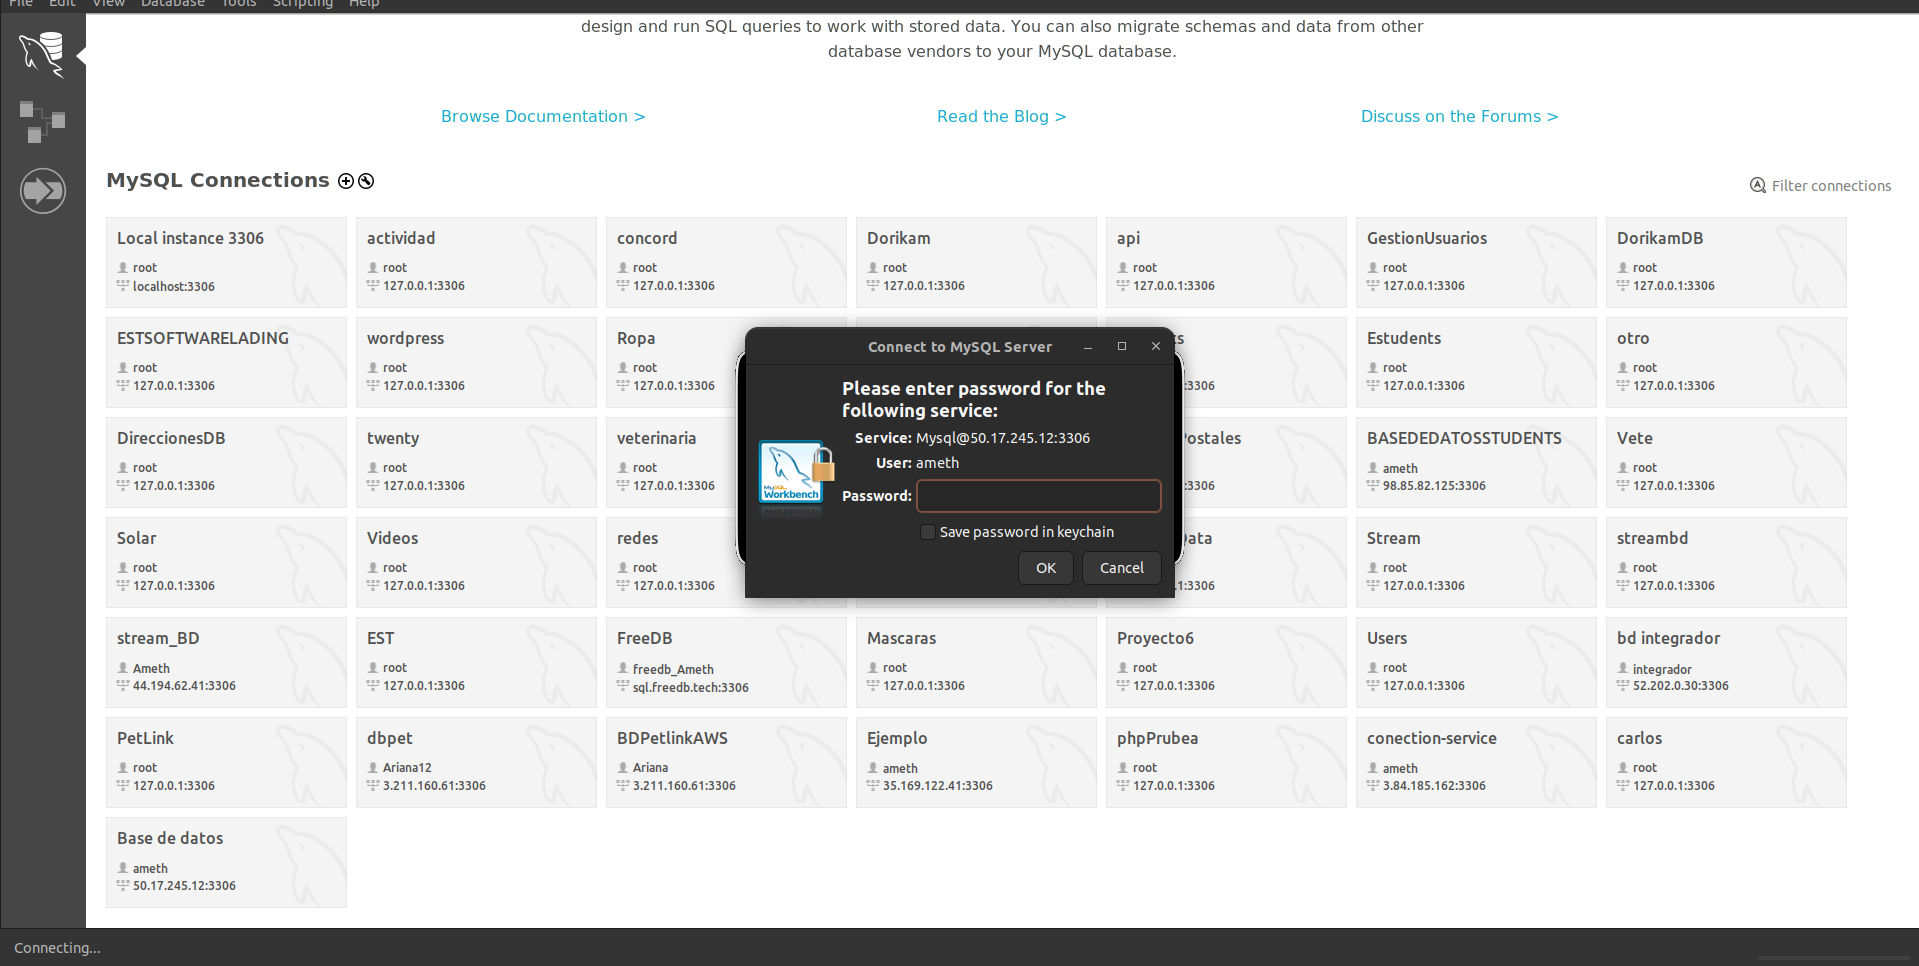 File Edit View Database Tools Scripting Help
design and run SQL queries to work with stored data. You can also migrate schemas and data from other
database vendors to your MySQL database.
Browse Documentation > Read the Blog > Discuss on the Forums >
MySQL Connections Filter connections
Local instance 3306 actividad concord Dorikam api GestionUsuarios DorikamDB
root root root root root root root
localhost:3306 127.0.0.1:3306 127.0.0.1:3306 127.0.0.1:3306 127.0.0.1:3306 127.0.0.1:3306 127.0.0.1:3306
ESTSOFTWARELADING wordpress Ropa Estudents otro
root root root root root
127.0.0.1:3306 127.0.0.1:3306 127.0.0.1:3306 :3306 127.0.0.1:3306 127.0.0.1:3306
DireccionesDB twenty veterinaria Postales BASEDEDATOSSTUDENTS Vete
root root root ameth root
127.0.0.1:3306 127.0.0.1:3306 127.0.0.1:3306 :3306 98.85.82.125:3306 127.0.0.1:3306
Solar Videos redes Data Stream streambd
root root root root root
127.0.0.1:3306 127.0.0.1:3306 127.0.0.1:3306 .1:3306 127.0.0.1:3306 127.0.0.1:3306
Connect to MySQL Server
Please enter password for the
following service:
Service: Mysql@50.17.245.12:3306
User: ameth
Password:
MySQL Workbench
Save password in keychain
OK Cancel
stream_BD EST FreeDB Mascaras Proyecto6 Users bd integrador
Ameth root freedb_Ameth root root root integrador
44.194.62.41:3306 127.0.0.1:3306 sql.freedb.tech:3306 127.0.0.1:3306 127.0.0.1:3306 127.0.0.1:3306 52.202.0.30:3306
PetLink dbpet BDPetlinkAWS Ejemplo phpPrubea conection-service carlos
root Ariana12 Ariana ameth root ameth root
127.0.0.1:3306 3.211.160.61:3306 3.211.160.61:3306 35.169.122.41:3306 127.0.0.1:3306 3.84.185.162:3306 127.0.0.1:3306
Base de datos
ameth
50.17.245.12:3306
Connecting...